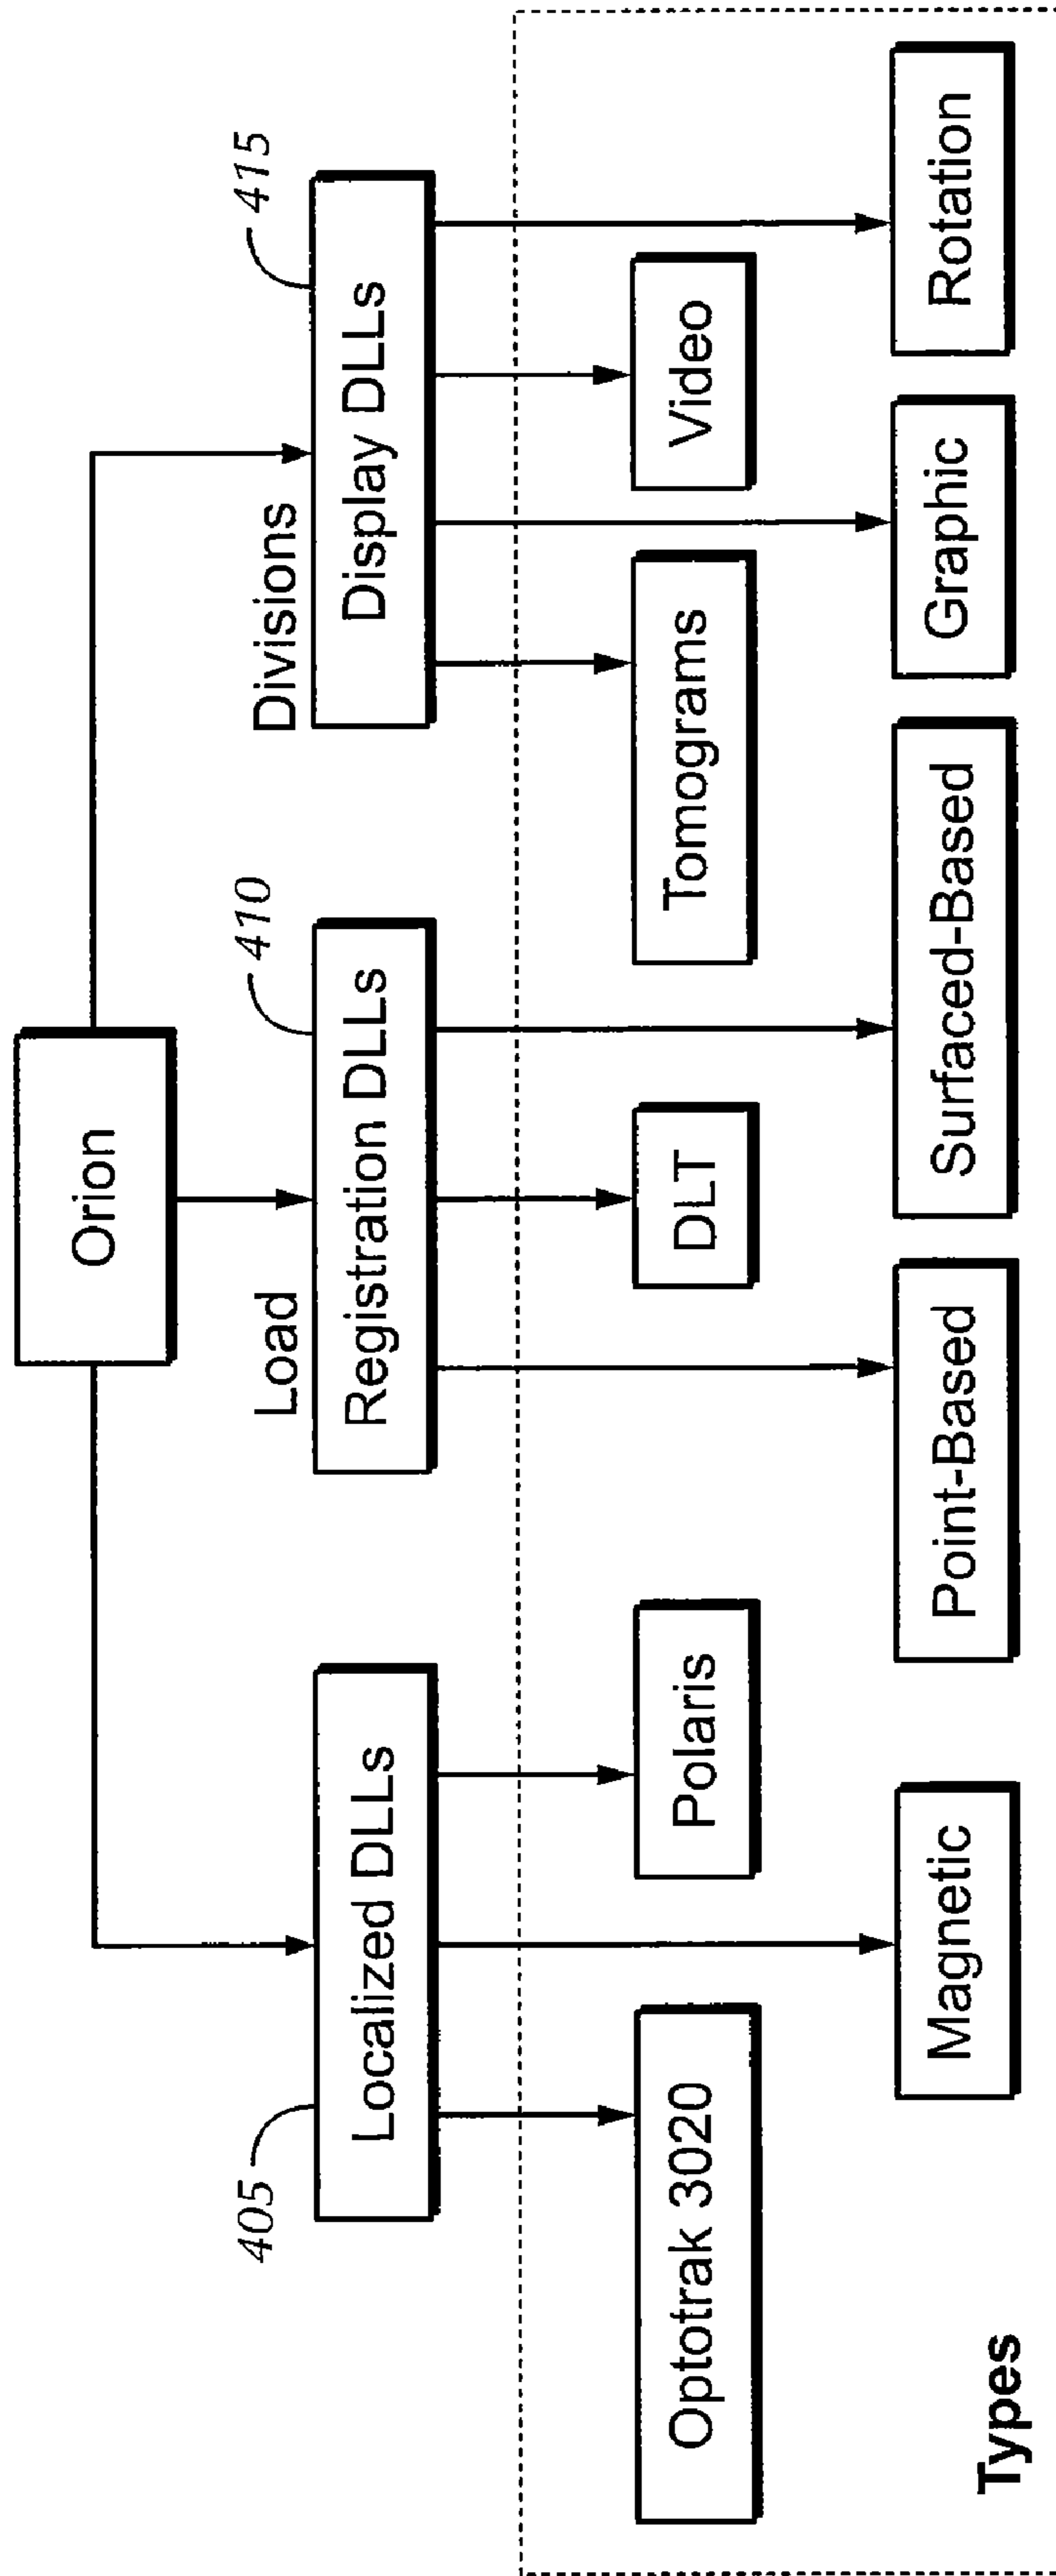 Orion
Load
Divisions
405
410
415
Localized DLLs
Registration DLLs
Display DLLs
Optotrak 3020
Polaris
DLT
Tomograms
Video
Magnetic
Point-Based
Surfaced-Based
Graphic
Rotation
Types